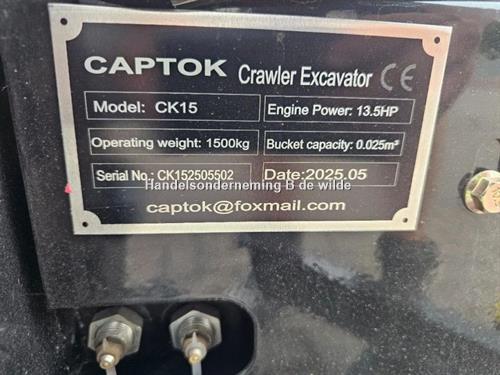 CAPTOK Crawler Excavator CE
Model: CK15 Engine Power: 13.5HP
Operating weight: 1500kg Bucket capacity: 0.025m³
Serial No.: CK152505502 Date:2025.05
Handelsonderneming B de wilde
captok@foxmail.com